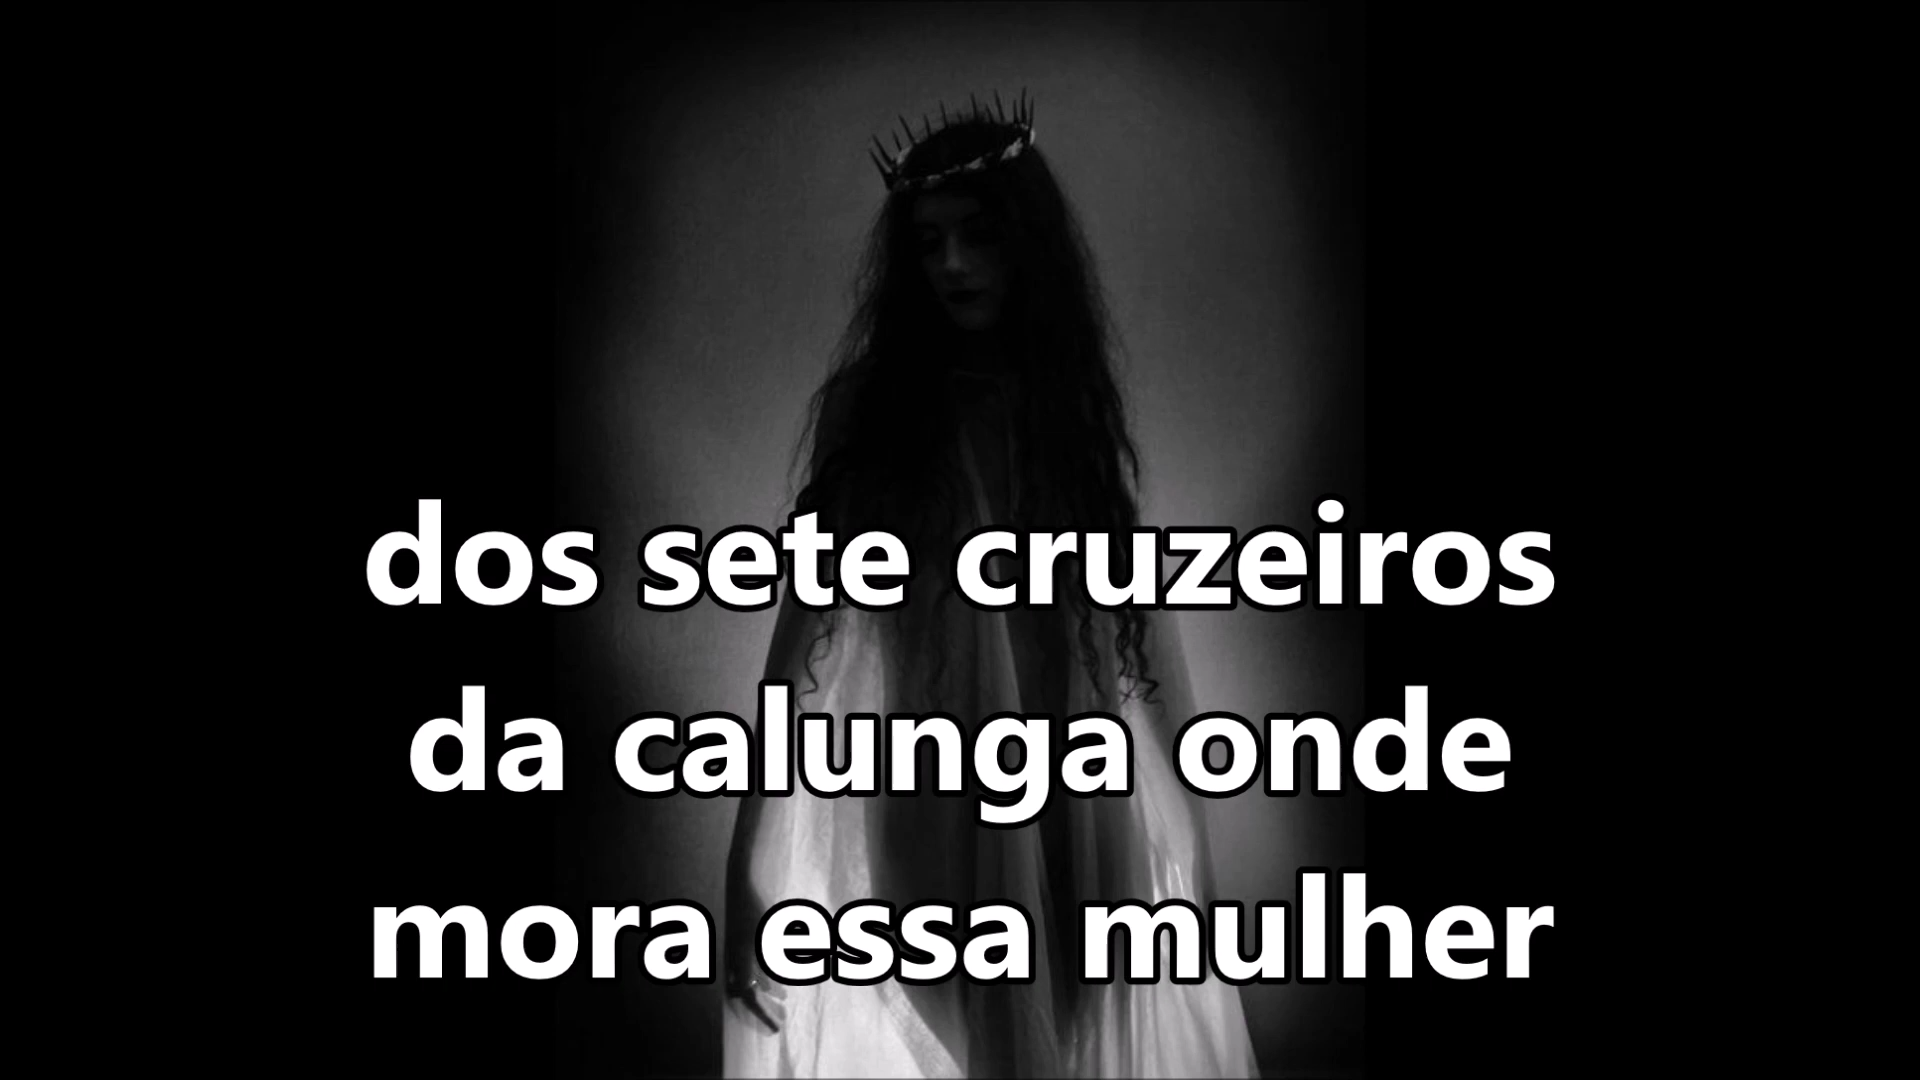 dos sete cruzeiros
da calunga onde
mora essa mulher